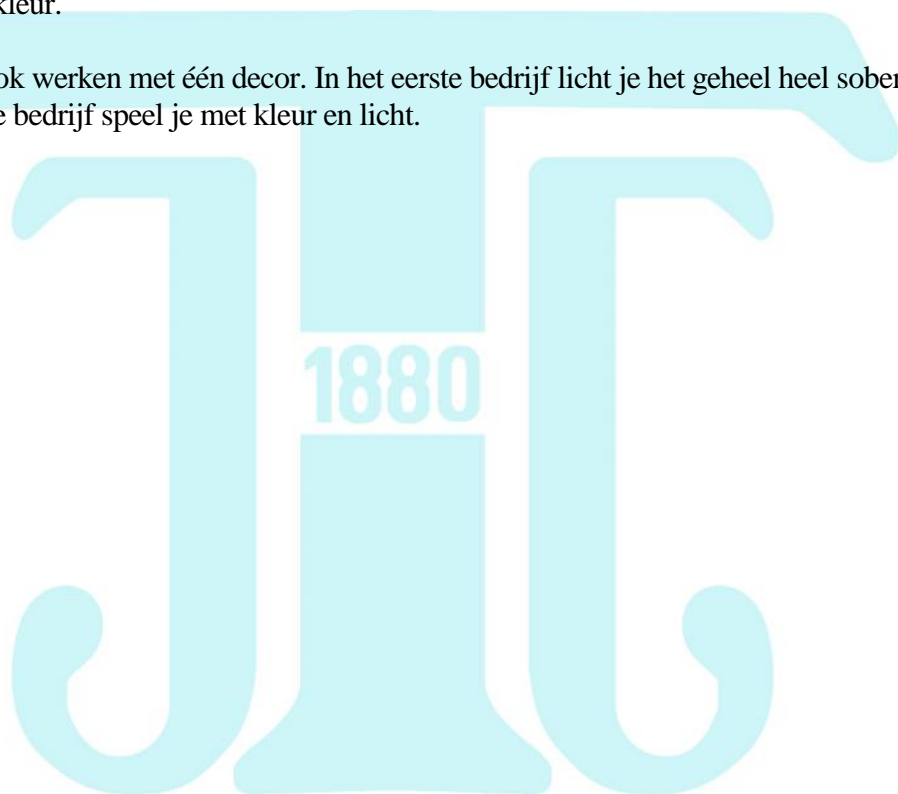 kleur.
ok werken met één decor. In het eerste bedrijf licht je het geheel heel sober
e bedrijf speel je met kleur en licht.
1880